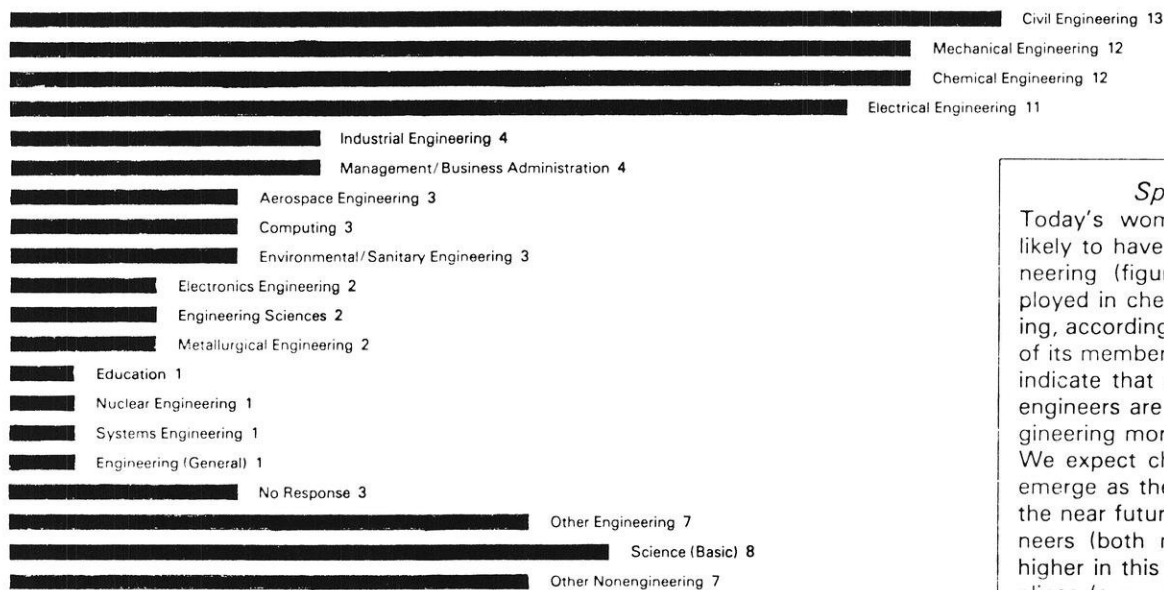 Civil Engineering 13
Mechanical Engineering 12
Chemical Engineering 12
Electrical Engineering 11
Industrial Engineering 4
Management/Business Administration 4
Aerospace Engineering 3
Computing 3
Environmental/Sanitary Engineering 3
Electronics Engineering 2
Engineering Sciences 2
Metallurgical Engineering 2
Education 1
Nuclear Engineering 1
Systems Engineering 1
Engineering (General) 1
No Response 3
Other Engineering 7
Science (Basic) 8
Other Nonengineering 7
Sp
Today's wom
likely to have
neering (figur
ployed in che
ing, according
of its member
indicate that
engineers are
gineering mor
We expect ch
emerge as the
the near futur
neers (both m
higher in this